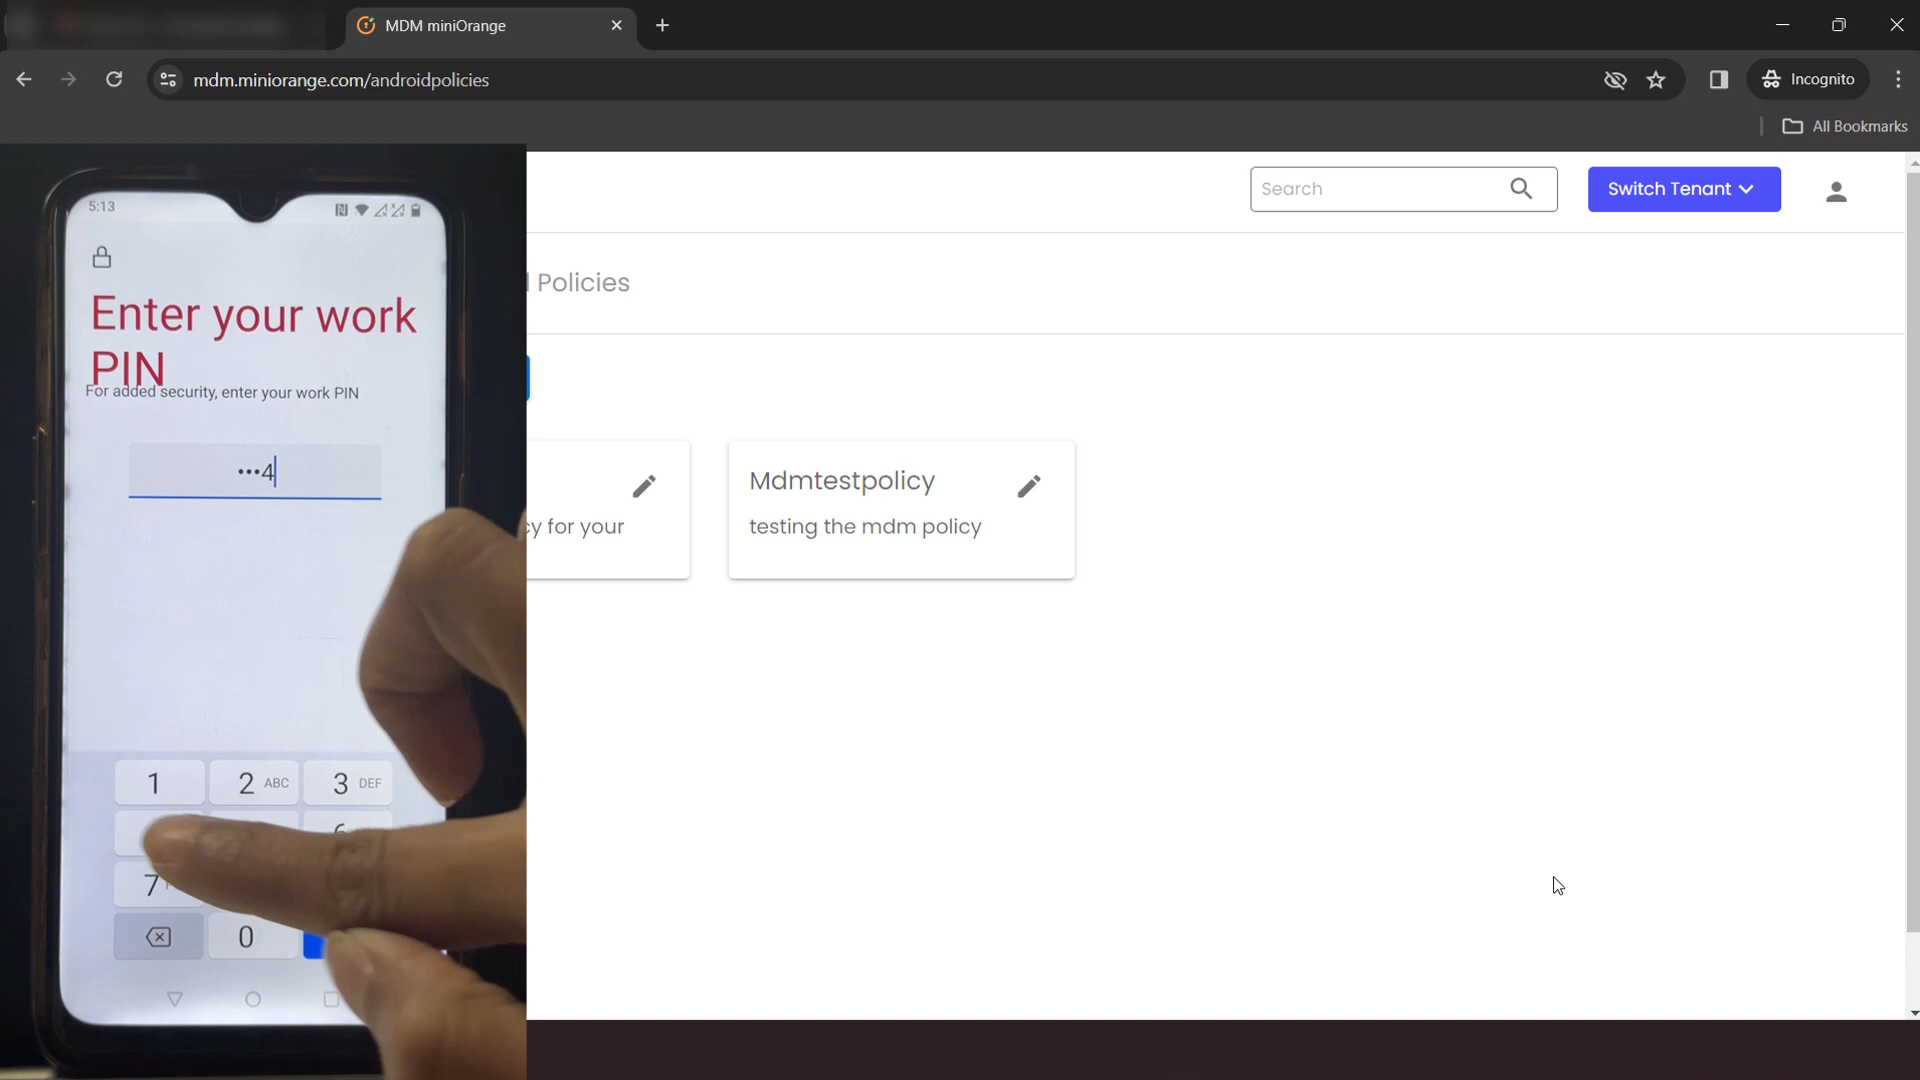 MDM miniOrange
mdm.miniorange.com/androidpolicies
Incognito
All Bookmarks
5:13
Search
Switch Tenant
Policies
Enter your work
PIN
For added security, enter your work PIN
•••4
Mdmtestpolicy
cy for your
testing the mdm policy
1
2 ABC
3 DEF
6
7
0